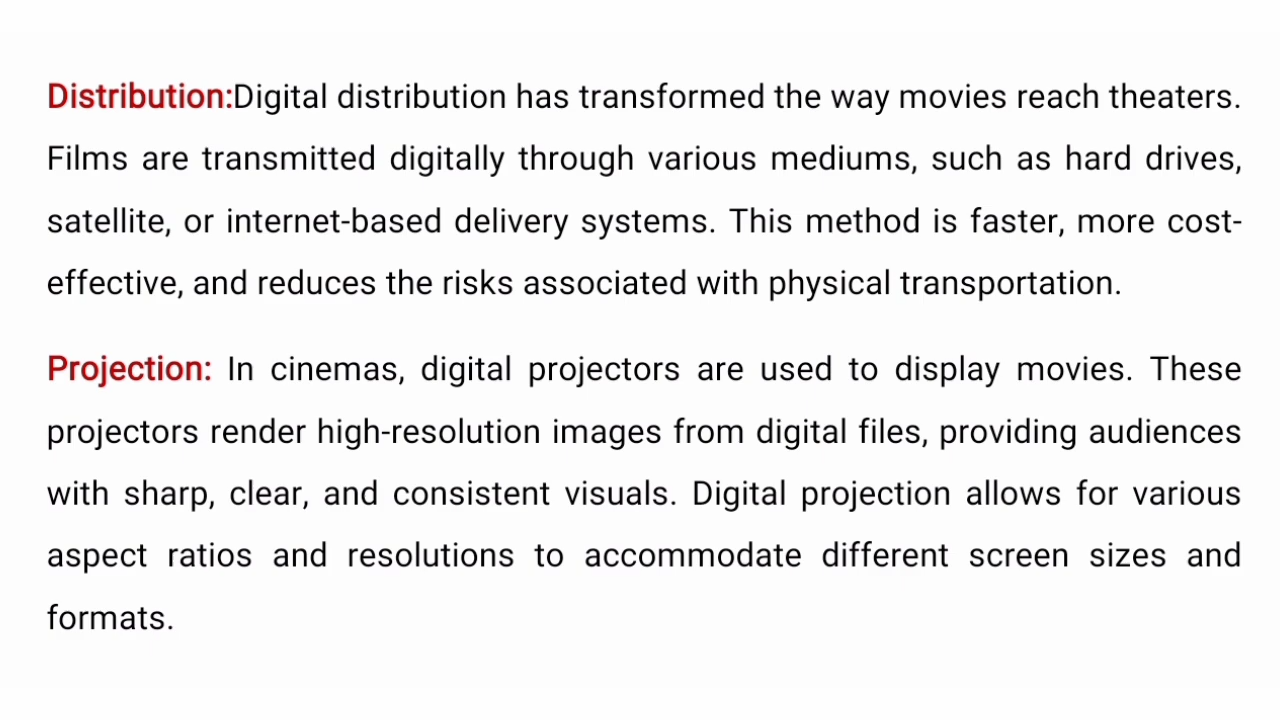 Distribution:Digital distribution has transformed the way movies reach theaters.
Films are transmitted digitally through various mediums, such as hard drives,
satellite, or internet-based delivery systems. This method is faster, more cost-
effective, and reduces the risks associated with physical transportation.
Projection: In cinemas, digital projectors are used to display movies. These
projectors render high-resolution images from digital files, providing audiences
with sharp, clear, and consistent visuals. Digital projection allows for various
aspect ratios and resolutions to accommodate different screen sizes and
formats.